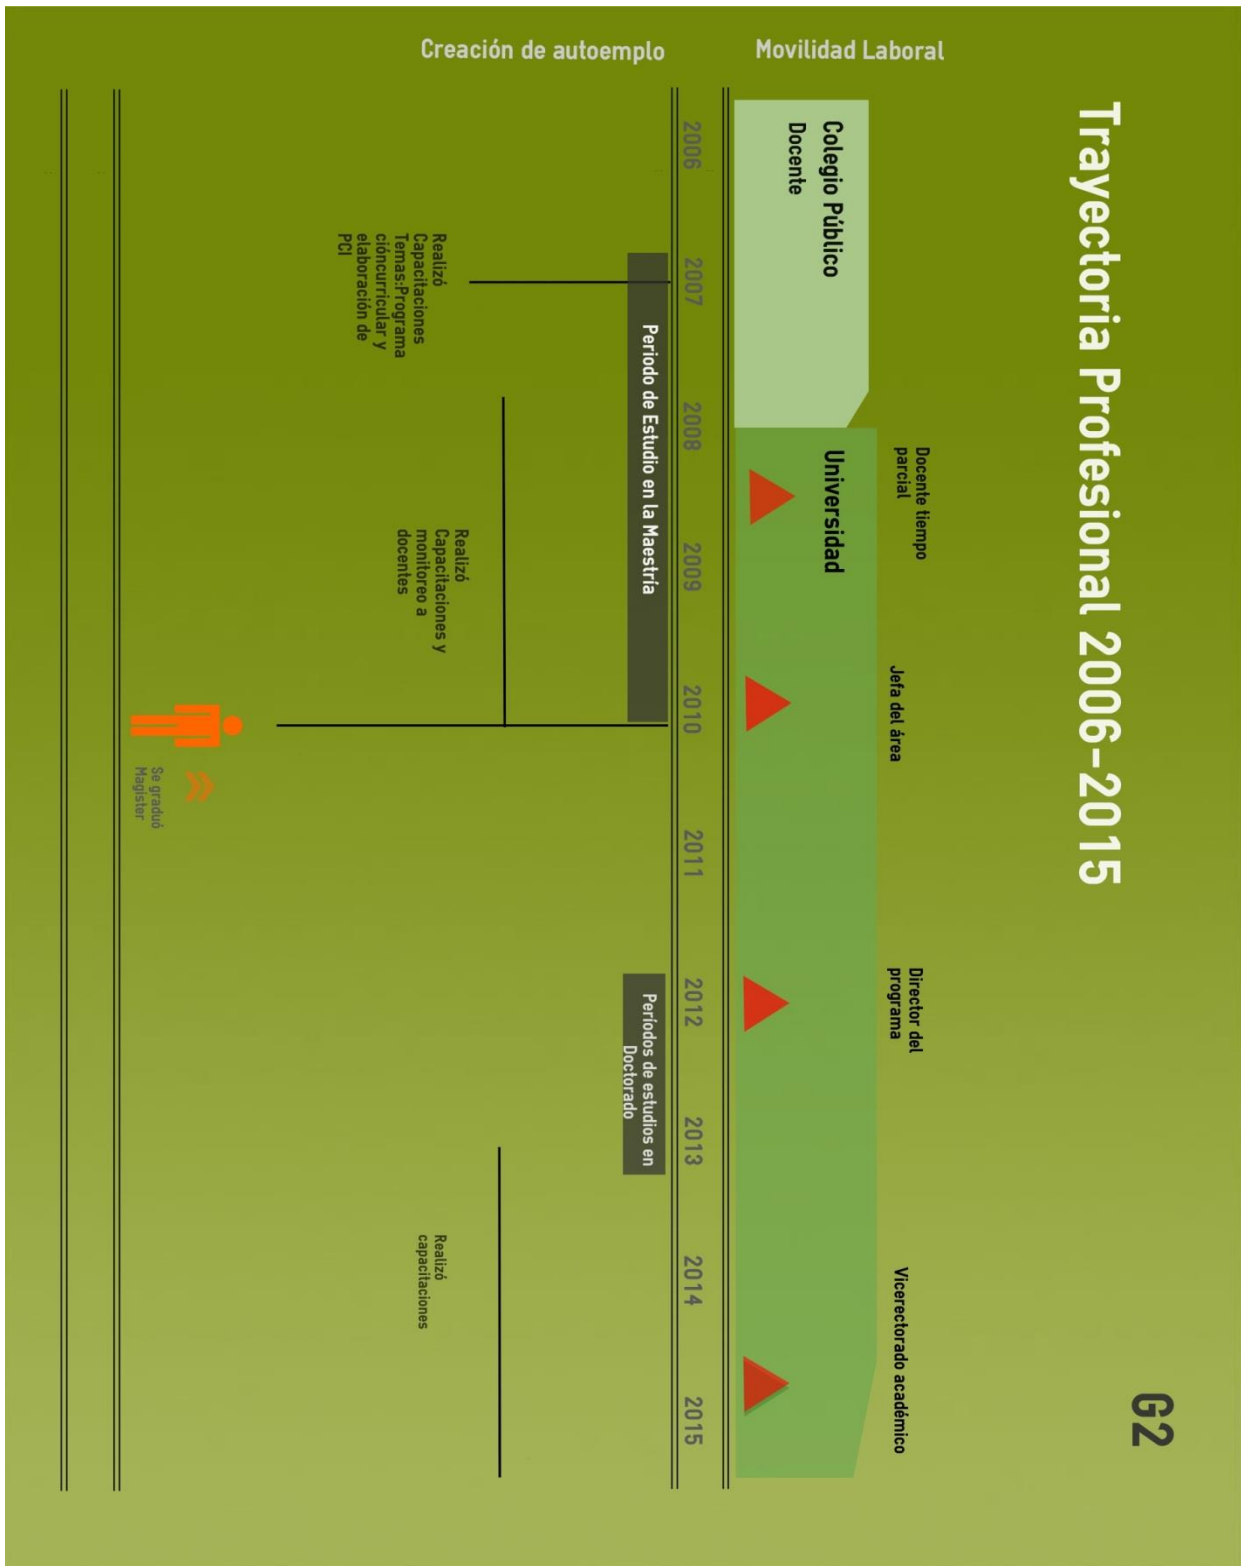 Trayectoria Profesional 2006-2015
G2
Movilidad Laboral
Docente tiempo
parcial
Jefa del área
Director del
programa
Vicerectorado académico
Colegio Público
Docente
Universidad
2006
2007
2008
2009
2010
2011
2012
2013
2014
2015
Creación de autoemplo
Periodo de Estudio en la Maestría
Períodos de estudios en
Doctorado
Realizó
Capacitaciones
Temas:Programa
cióncurricular y
elaboración de
PCI
Realizó
Capacitaciones y
monitoreo a
docentes
Realizó
capacitaciones
Se graduó
Magister